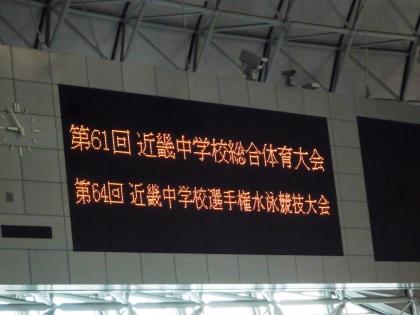 第61回 近畿中学校総合体育大会
第64回 近畿中学校選手権水泳競技大会